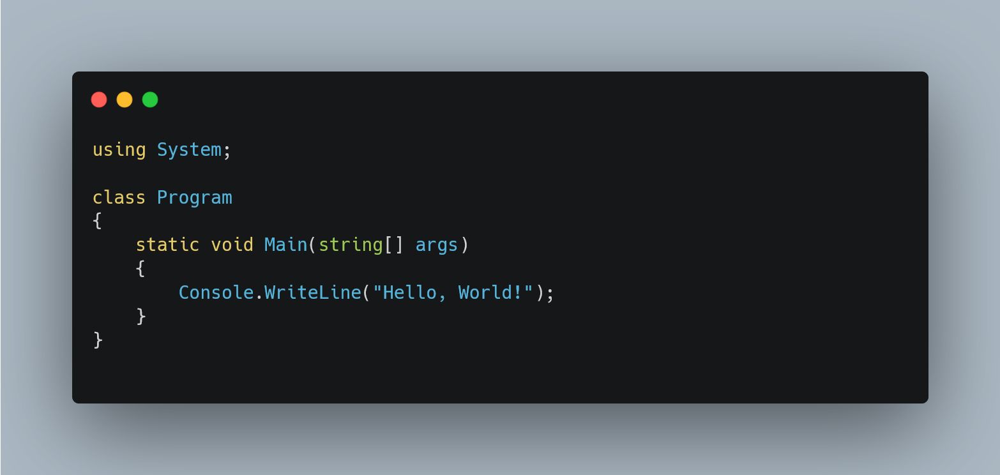 using System;

class Program
{
    static void Main(string[] args)
    {
        Console.WriteLine("Hello, World!");
    }
}